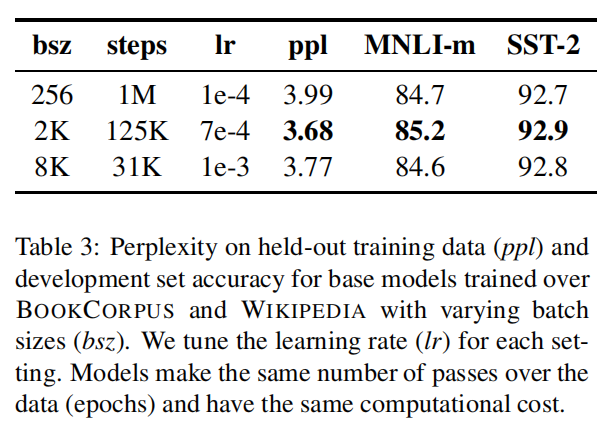 bsz steps lr ppl MNLI-m SST-2
256 1M 1e-4 3.99 84.7 92.7
2K 125K 7e-4 3.68 85.2 92.9
8K 31K 1e-3 3.77 84.6 92.8
Table 3: Perplexity on held-out training data (ppl) and
development set accuracy for base models trained over
BOOKCORPUS and WIKIPEDIA with varying batch
sizes (bsz). We tune the learning rate (lr) for each set-
ting. Models make the same number of passes over the
data (epochs) and have the same computational cost.